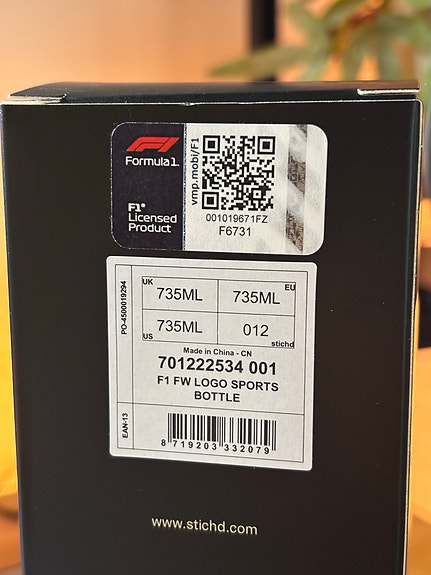 F1
Formula 1®
F1®
Licensed
Product
vmp.mobi/F1
001019671FZ
F6731
PO-4500019294
UK
735ML
735ML
EU
735ML
US
012
stichd
Made in China - CN
701222534 001
F1 FW LOGO SPORTS
BOTTLE
EAN-13
8 719203 332079
www.stichd.com